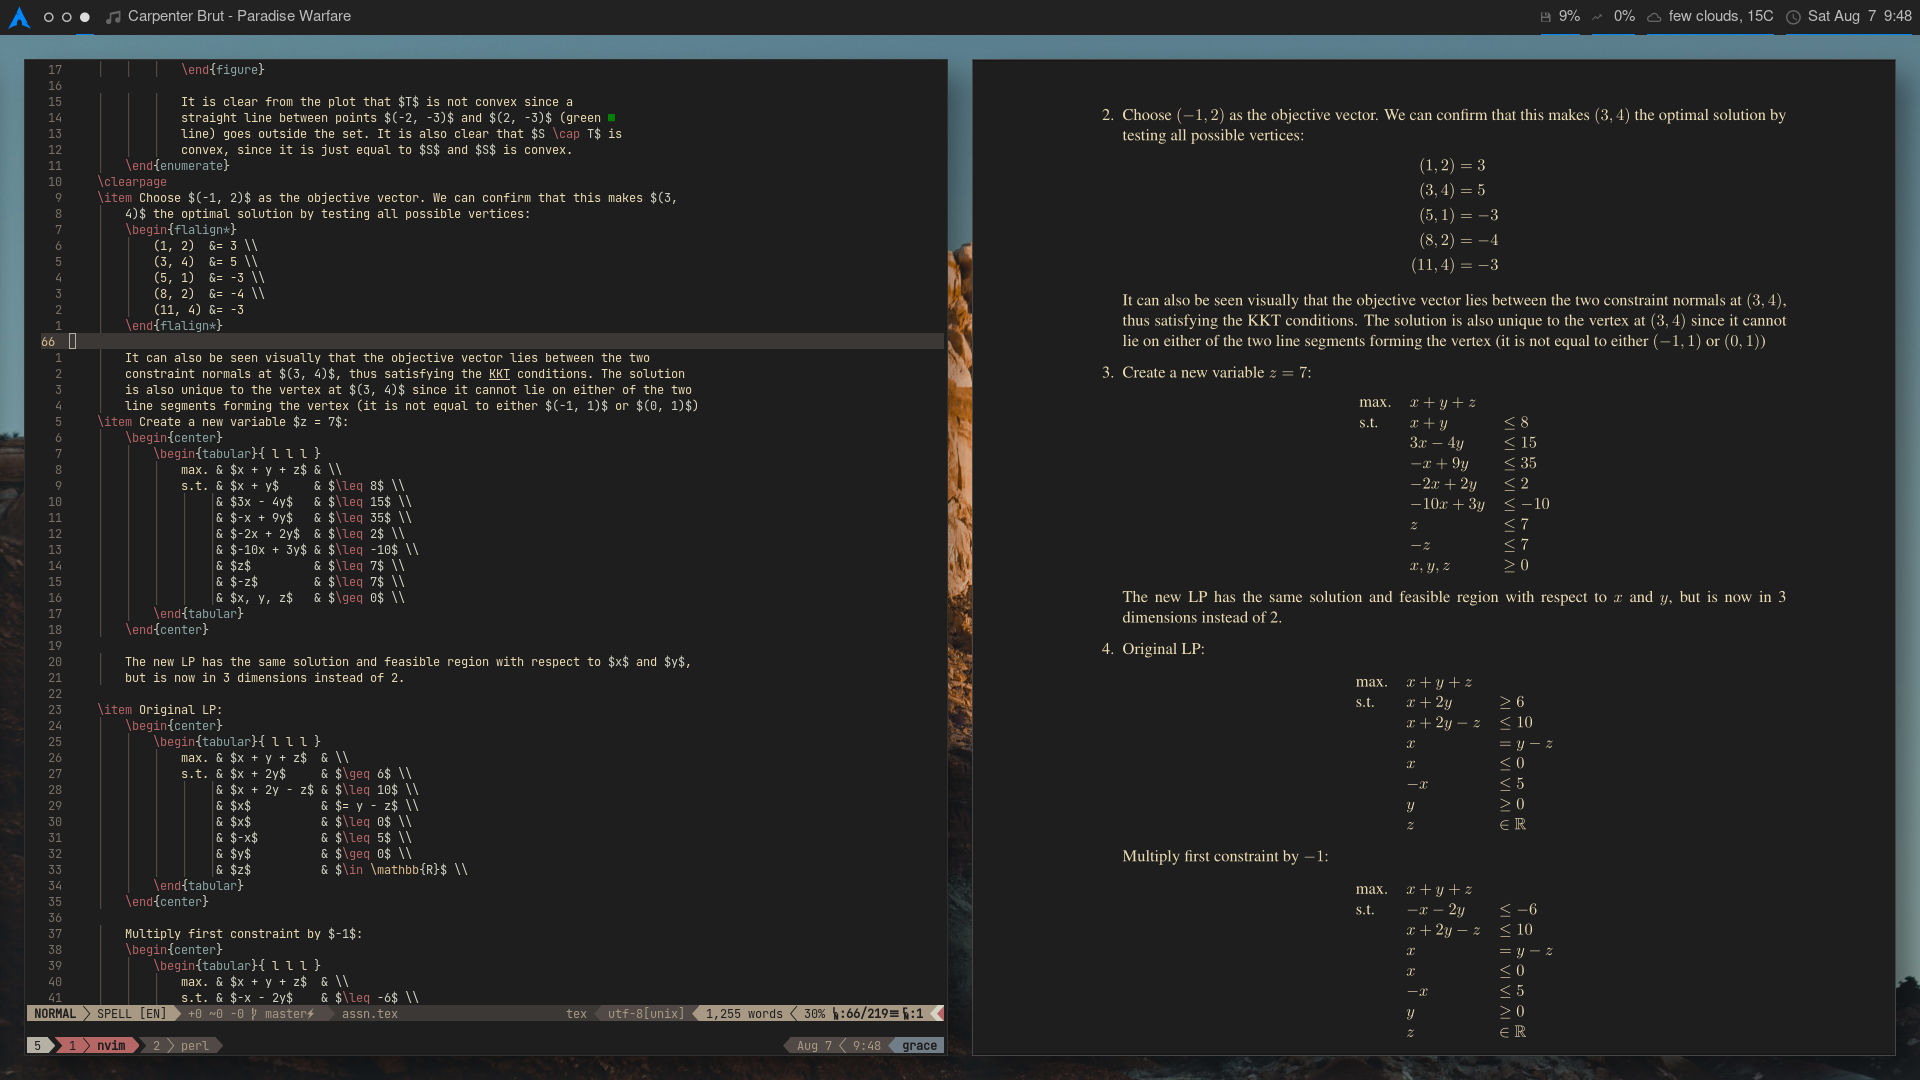 Carpenter Brut - Paradise Warfare
9% 0% few clouds, 15C Sat Aug 7 9:48
17 \end{figure}
16
15 It is clear from the plot that $T$ is not convex since a
14 straight line between points $(-2, -3)$ and $(2, -3)$ (green
13 line) goes outside the set. It is also clear that $S \cap T$ is
12 convex, since it is just equal to $S$ and $S$ is convex.
11 \end{enumerate}
10 \clearpage
9 \item Choose $(-1, 2)$ as the objective vector. We can confirm that this makes $(3,
8 4)$ the optimal solution by testing all possible vertices:
7 \begin{flalign*}
6 (1, 2) &= 3 \\
5 (3, 4) &= 5 \\
4 (5, 1) &= -3 \\
3 (8, 2) &= -4 \\
2 (11, 4) &= -3
1 \end{flalign*}
66
1 It can also be seen visually that the objective vector lies between the two
2 constraint normals at $(3, 4)$, thus satisfying the KKT conditions. The solution
3 is also unique to the vertex at $(3, 4)$ since it cannot lie on either of the two
4 line segments forming the vertex (it is not equal to either $(-1, 1)$ or $(0, 1)$)
5 \item Create a new variable $z = 7$:
6 \begin{center}
7 \begin{tabular}{ l l l }
8 max. & $x + y + z$ & \\
9 s.t. & $x + y$ & $\leq 8$ \\
10 & $3x - 4y$ & $\leq 15$ \\
11 & $-x + 9y$ & $\leq 35$ \\
12 & $-2x + 2y$ & $\leq 2$ \\
13 & $-10x + 3y$ & $\leq -10$ \\
14 & $z$ & $\leq 7$ \\
15 & $-z$ & $\leq 7$ \\
16 & $x, y, z$ & $\geq 0$ \\
17 \end{tabular}
18 \end{center}
19
20 The new LP has the same solution and feasible region with respect to $x$ and $y$,
21 but is now in 3 dimensions instead of 2.
22
23 \item Original LP:
24 \begin{center}
25 \begin{tabular}{ l l l }
26 max. & $x + y + z$ & \\
27 s.t. & $x + 2y$ & $\geq 6$ \\
28 & $x + 2y - z$ & $\leq 10$ \\
29 & $x$ & $= y - z$ \\
30 & $x$ & $\leq 0$ \\
31 & $-x$ & $\leq 5$ \\
32 & $y$ & $\geq 0$ \\
33 & $z$ & $\in \mathbb{R}$ \\
34 \end{tabular}
35 \end{center}
36
37 Multiply first constraint by $-1$:
38 \begin{center}
39 \begin{tabular}{ l l l }
40 max. & $x + y + z$ & \\
41 s.t. & $-x - 2y$ & $\leq -6$ \\
NORMAL SPELL [EN] +0 ~0 -0 master assn.tex tex utf-8[unix] 1,255 words 30% :66/219 :1
5 1 nvim 2 perl Aug 7 9:48 grace
2. Choose (−1, 2) as the objective vector. We can confirm that this makes (3, 4) the optimal solution by
testing all possible vertices:
(1, 2) = 3
(3, 4) = 5
(5, 1) = −3
(8, 2) = −4
(11, 4) = −3
It can also be seen visually that the objective vector lies between the two constraint normals at (3, 4),
thus satisfying the KKT conditions. The solution is also unique to the vertex at (3, 4) since it cannot
lie on either of the two line segments forming the vertex (it is not equal to either (−1, 1) or (0, 1))
3. Create a new variable z = 7:
max. x + y + z
s.t. x + y ≤ 8
3x − 4y ≤ 15
−x + 9y ≤ 35
−2x + 2y ≤ 2
−10x + 3y ≤ −10
z ≤ 7
−z ≤ 7
x, y, z ≥ 0
The new LP has the same solution and feasible region with respect to x and y, but is now in 3
dimensions instead of 2.
4. Original LP:
max. x + y + z
s.t. x + 2y ≥ 6
x + 2y − z ≤ 10
x = y − z
x ≤ 0
−x ≤ 5
y ≥ 0
z ∈ ℝ
Multiply first constraint by −1:
max. x + y + z
s.t. −x − 2y ≤ −6
x + 2y − z ≤ 10
x = y − z
x ≤ 0
−x ≤ 5
y ≥ 0
z ∈ ℝ